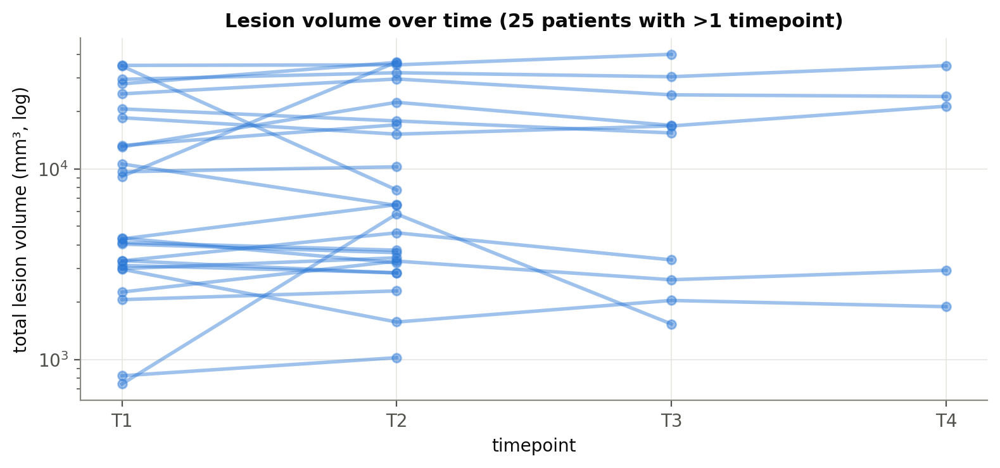 Lesion volume over time (25 patients with >1 timepoint)
total lesion volume (mm³, log)
10⁴
10³
T1 T2 T3 T4
timepoint